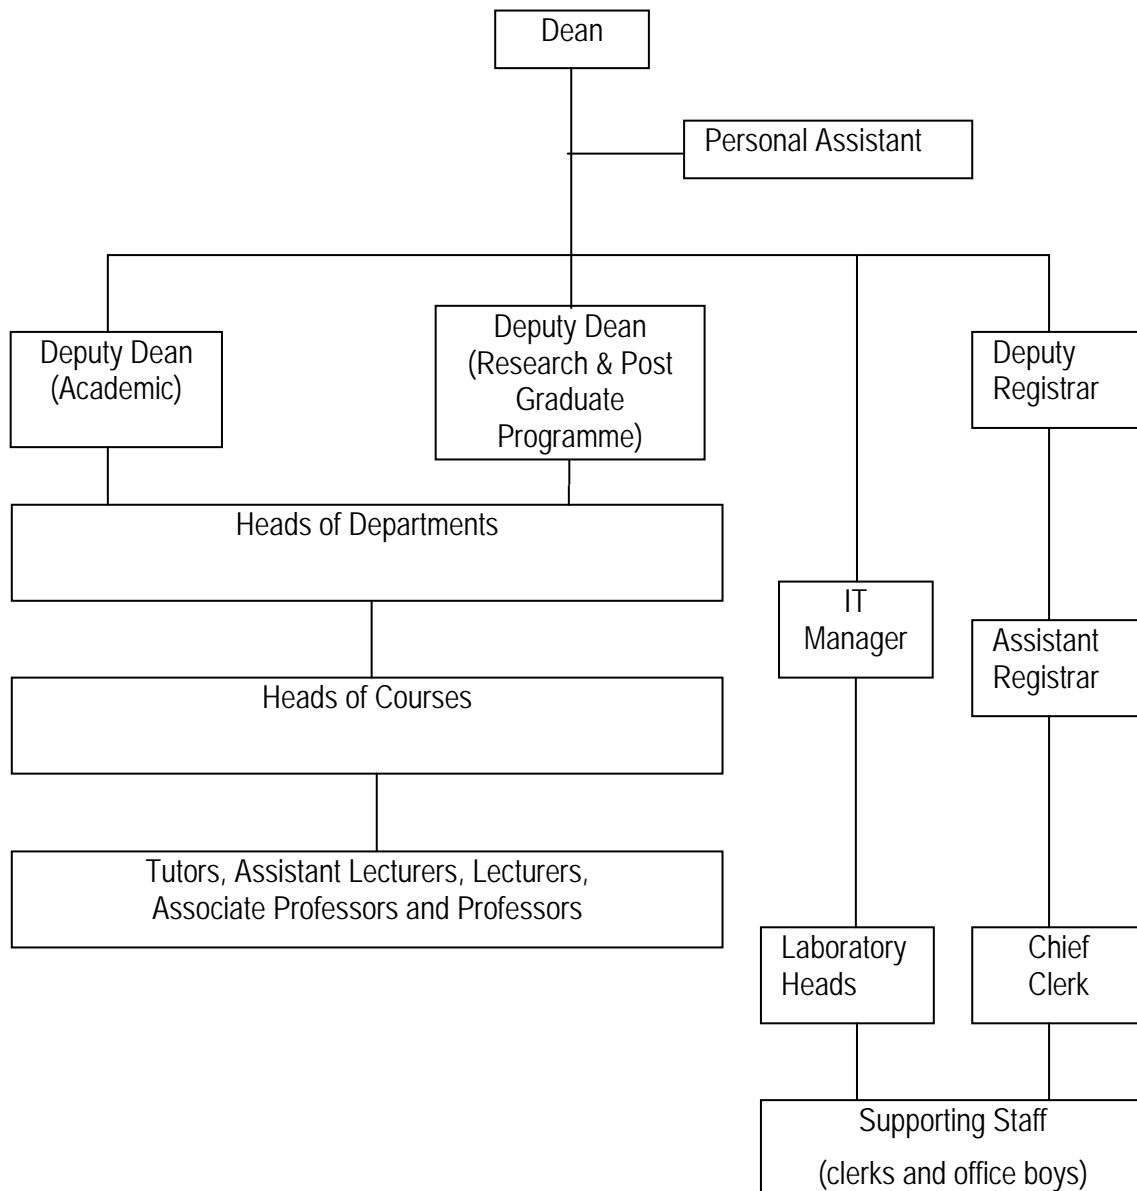 Dean
Personal Assistant
Deputy Dean
(Academic)
Deputy Dean
(Research & Post
Graduate
Programme)
Deputy
Registrar
Heads of Departments
IT
Manager
Assistant
Registrar
Heads of Courses
Tutors, Assistant Lecturers, Lecturers,
Associate Professors and Professors
Laboratory
Heads
Chief
Clerk
Supporting Staff
(clerks and office boys)